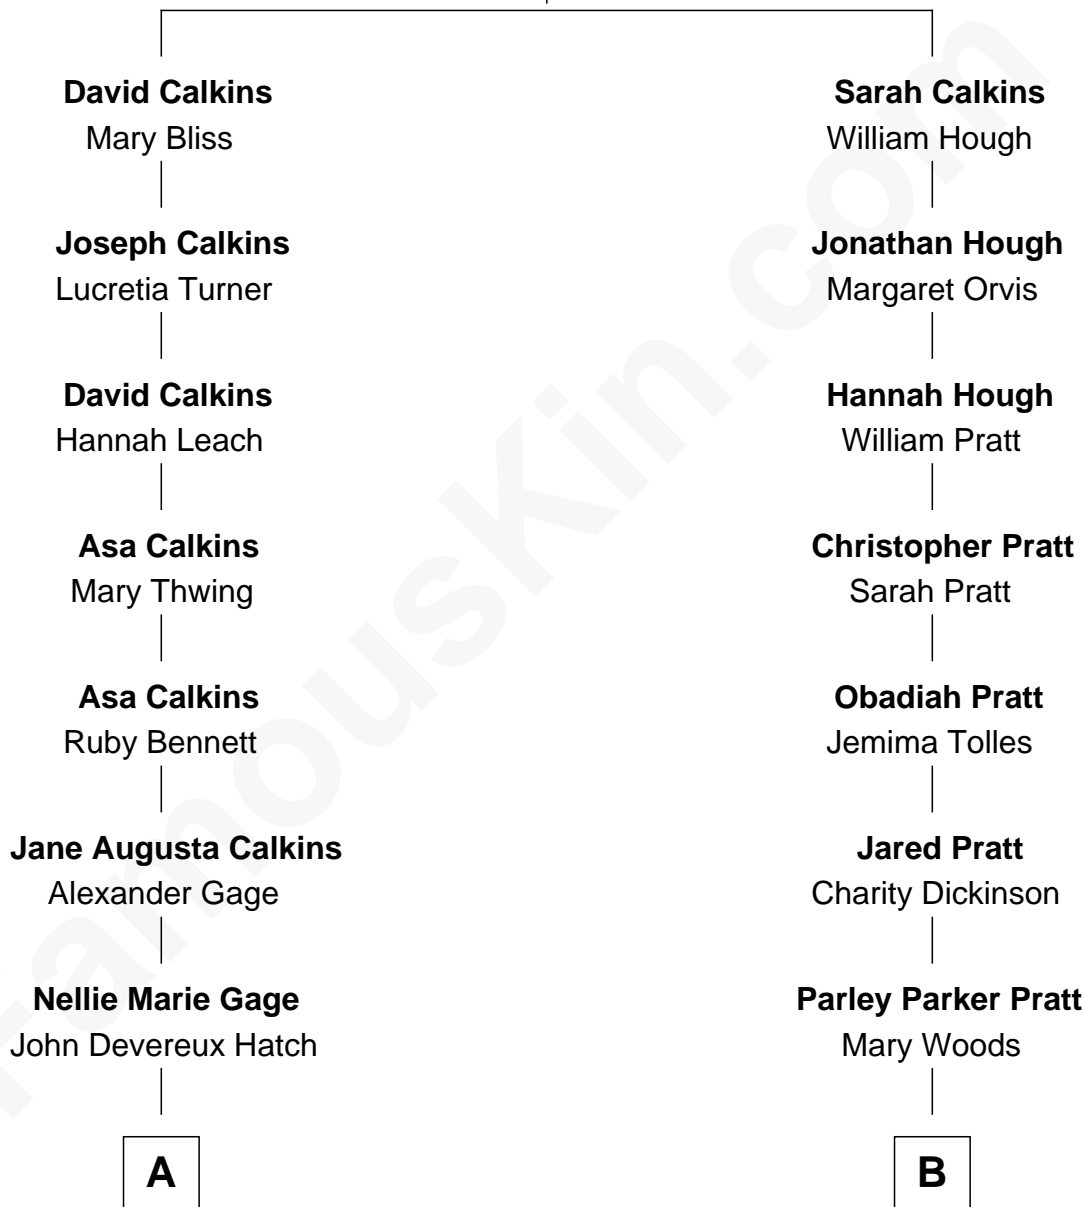 David Calkins
Mary Bliss
Joseph Calkins
Lucretia Turner
David Calkins
Hannah Leach
Asa Calkins
Mary Thwing
Asa Calkins
Ruby Bennett
Jane Augusta Calkins
Alexander Gage
Nellie Marie Gage
John Devereux Hatch
A
Sarah Calkins
William Hough
Jonathan Hough
Margaret Orvis
Hannah Hough
William Pratt
Christopher Pratt
Sarah Pratt
Obadiah Pratt
Jemima Tolles
Jared Pratt
Charity Dickinson
Parley Parker Pratt
Mary Woods
B
FamousKin.com